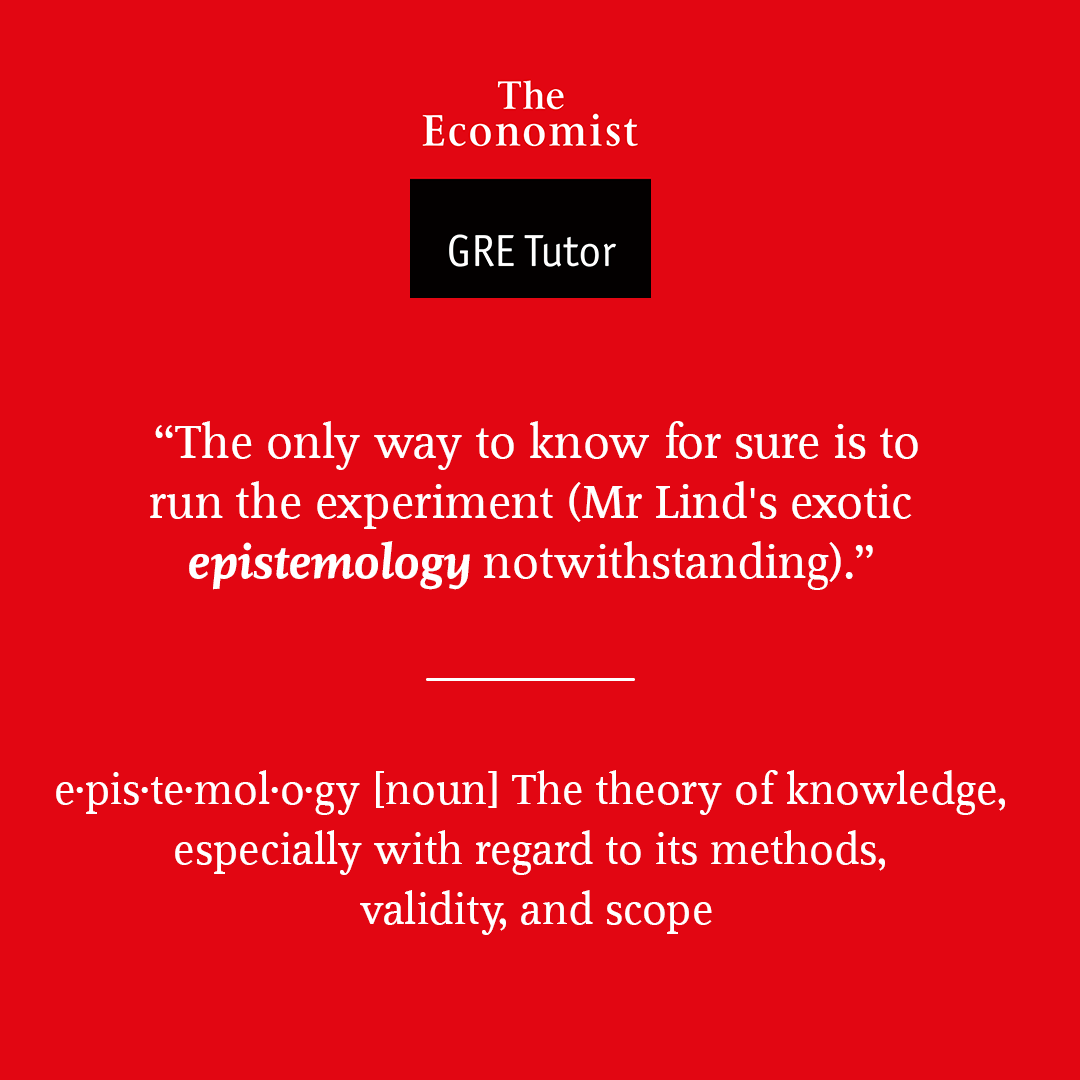 The
Economist
GRE Tutor
“The only way to know for sure is to
run the experiment (Mr Lind's exotic
epistemology notwithstanding).”
e·pis·te·mol·o·gy [noun] The theory of knowledge,
especially with regard to its methods,
validity, and scope